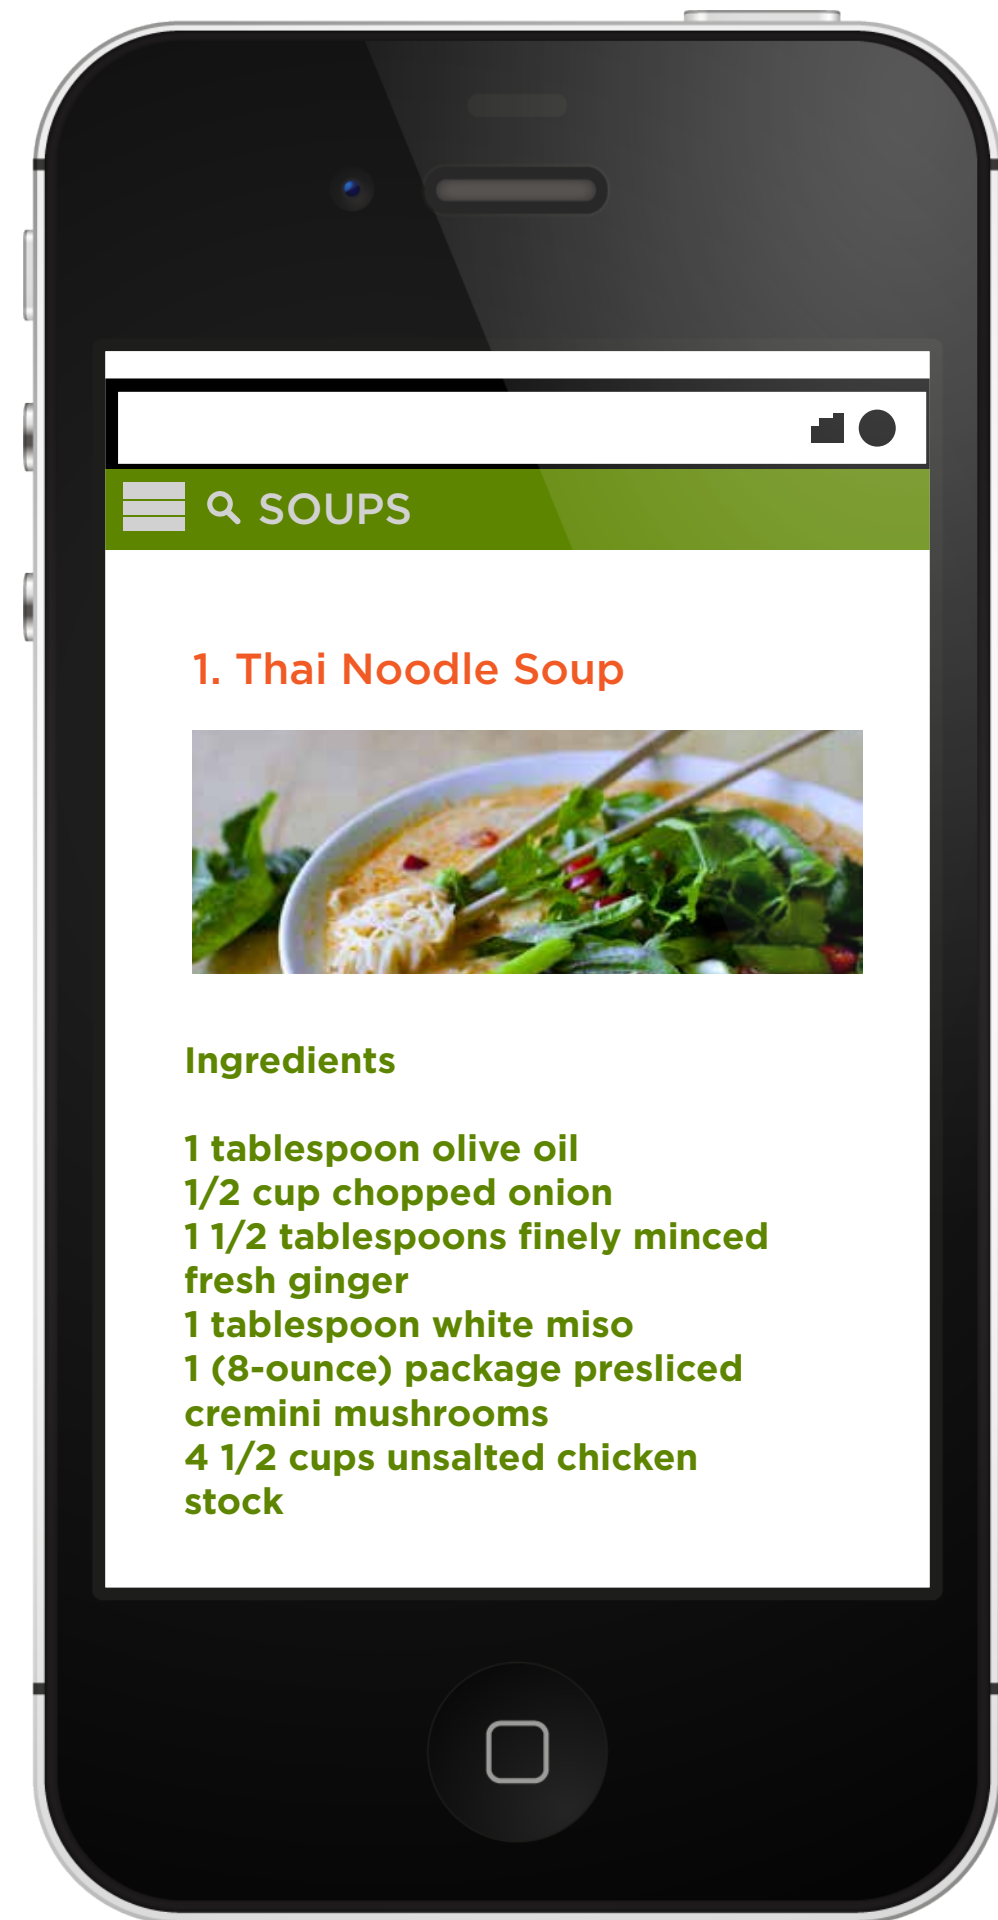 SOUPS
1. Thai Noodle Soup
Ingredients
1 tablespoon olive oil
1/2 cup chopped onion
1 1/2 tablespoons finely minced
fresh ginger
1 tablespoon white miso
1 (8-ounce) package presliced
cremini mushrooms
4 1/2 cups unsalted chicken
stock